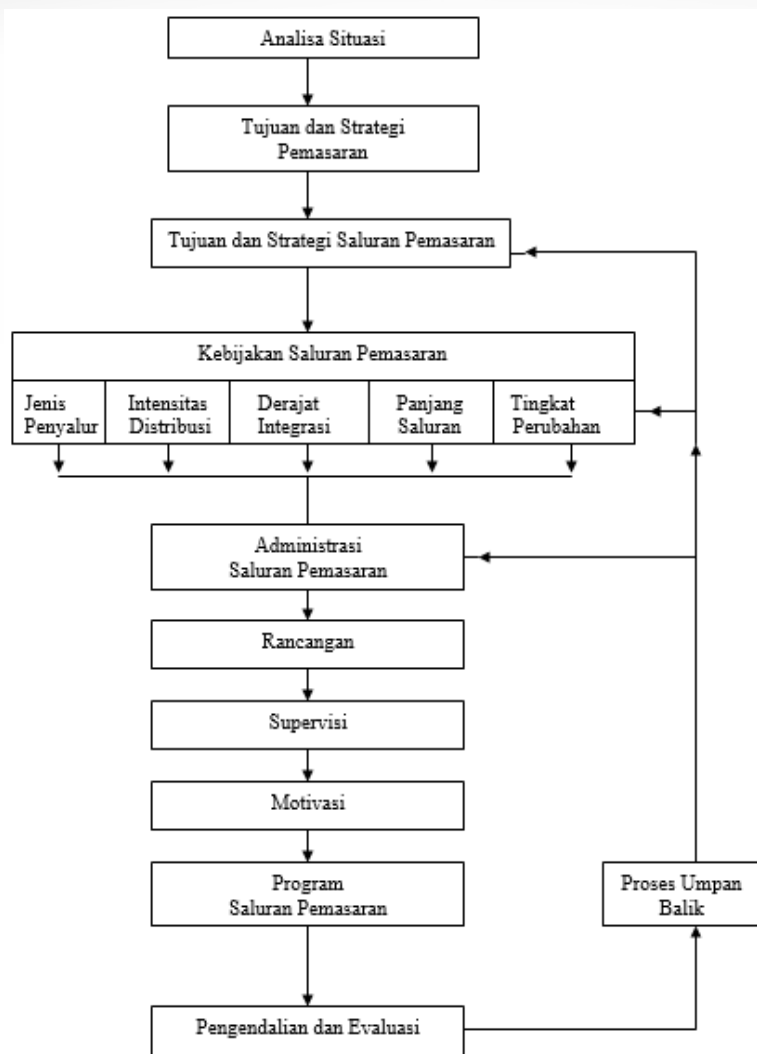 Analisa Situasi
Tujuan dan Strategi
Pemasaran
Tujuan dan Strategi Saluran Pemasaran
Kebijakan Saluran Pemasaran
Jenis
Penyalur
Intensitas
Distribusi
Derajat
Integrasi
Panjang
Saluran
Tingkat
Perubahan
Administrasi
Saluran Pemasaran
Rancangan
Supervisi
Motivasi
Program
Saluran Pemasaran
Proses Umpan
Balik
Pengendalian dan Evaluasi